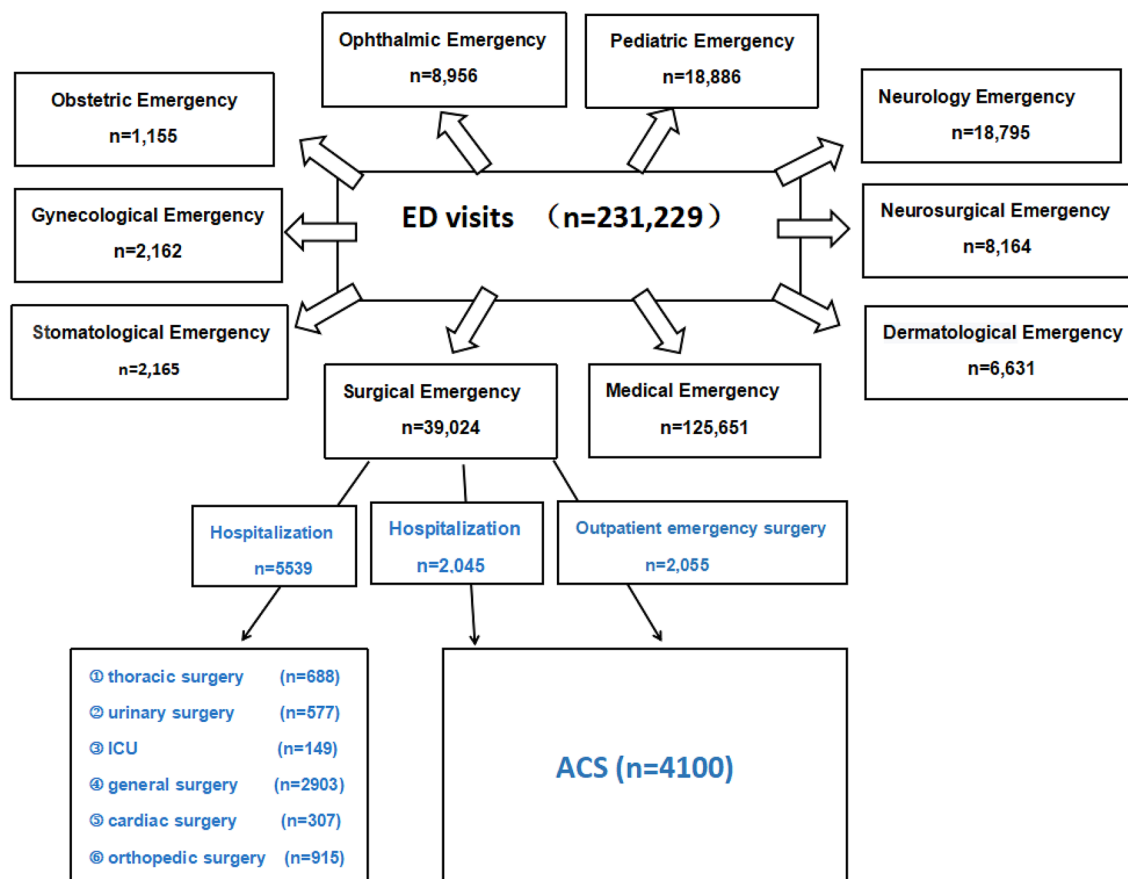 Ophthalmic Emergency
n=8,956
Pediatric Emergency
n=18,886
Obstetric Emergency
n=1,155
Neurology Emergency
n=18,795
ED visits （n=231,229）
Gynecological Emergency
n=2,162
Neurosurgical Emergency
n=8,164
Stomatological Emergency
n=2,165
Dermatological Emergency
n=6,631
Surgical Emergency
n=39,024
Medical Emergency
n=125,651
Hospitalization
n=5539
Hospitalization
n=2,045
Outpatient emergency surgery
n=2,055
① thoracic surgery (n=688)
② urinary surgery (n=577)
③ ICU (n=149)
④ general surgery (n=2903)
⑤ cardiac surgery (n=307)
⑥ orthopedic surgery (n=915)
ACS (n=4100)